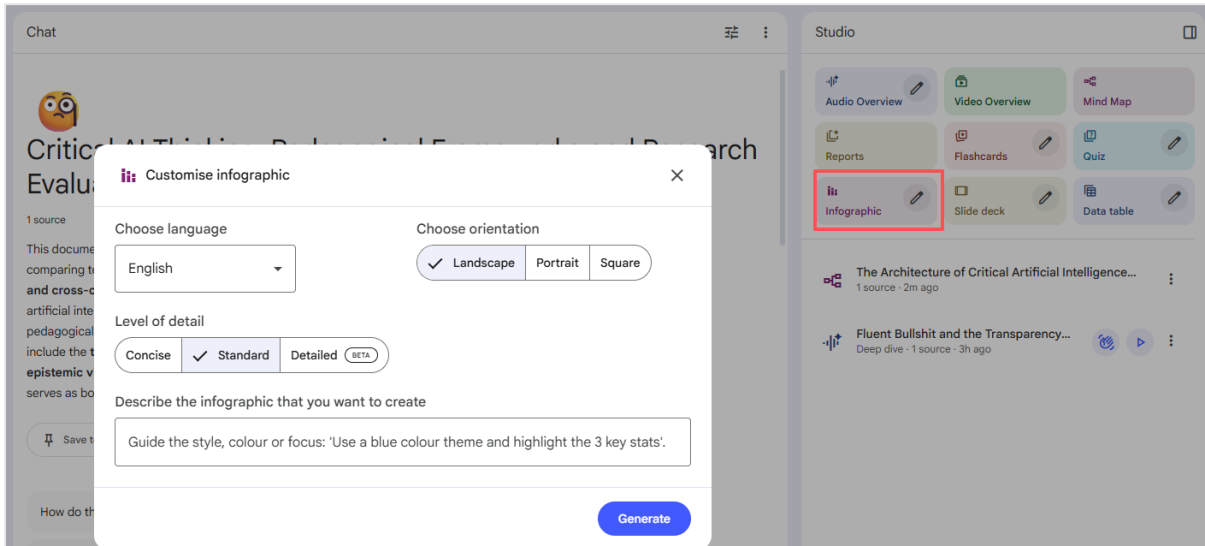 Chat
Critic
arch
Evalua
1 source
This docume
comparing te
and cross-c
artificial inte
pedagogical
include the t
epistemic v
serves as bo
Save t
How do th
Customise infographic
Choose language
English
Choose orientation
Landscape
Portrait
Square
Level of detail
Concise
Standard
Detailed
BETA
Describe the infographic that you want to create
Guide the style, colour or focus: 'Use a blue colour theme and highlight the 3 key stats'.
Generate
Studio
Audio Overview
Video Overview
Mind Map
Reports
Flashcards
Quiz
Infographic
Slide deck
Data table
The Architecture of Critical Artificial Intelligence...
1 source · 2m ago
Fluent Bullshit and the Transparency...
Deep dive · 1 source · 3h ago